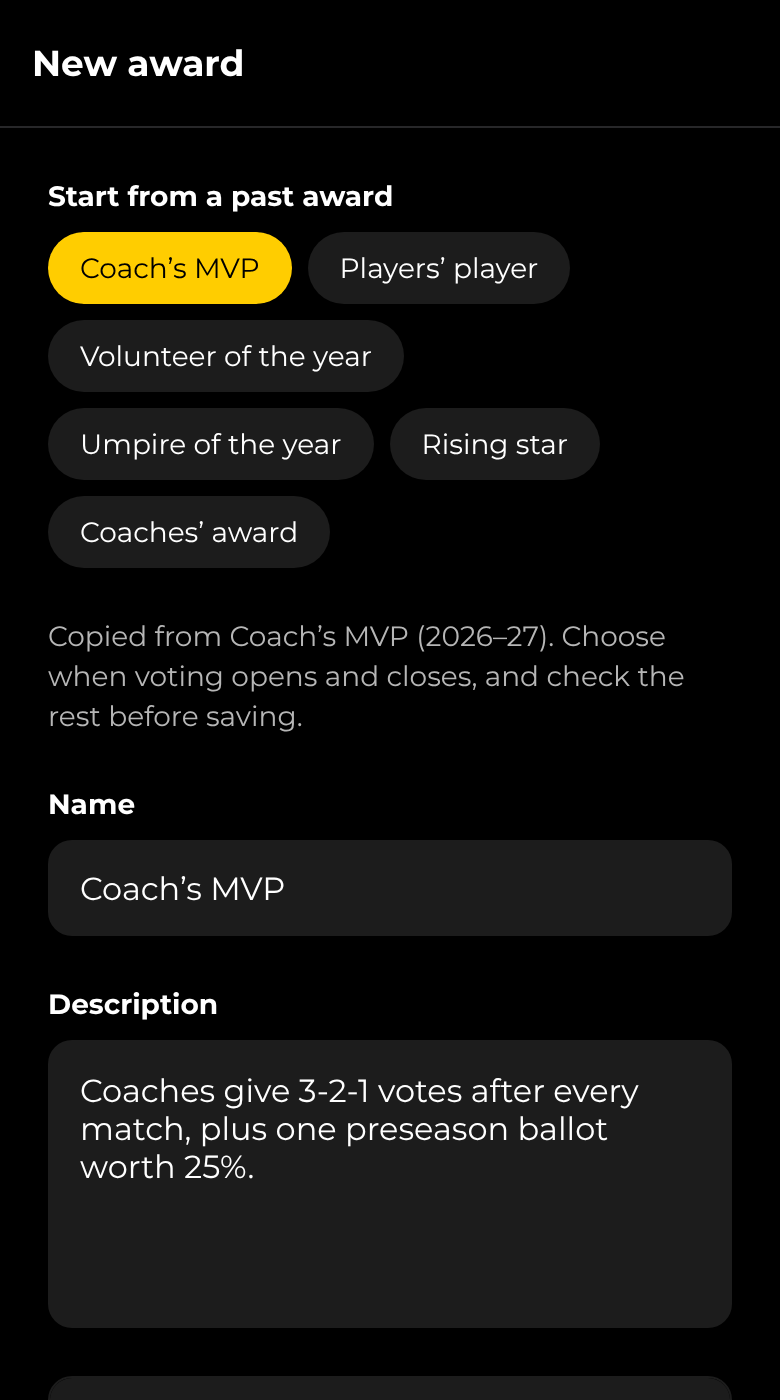 New award
Start from a past award
Coach’s MVP
Players’ player
Volunteer of the year
Umpire of the year
Rising star
Coaches’ award
Copied from Coach’s MVP (2026–27). Choose
when voting opens and closes, and check the
rest before saving.
Name
Coach’s MVP
Description
Coaches give 3-2-1 votes after every
match, plus one preseason ballot
worth 25%.